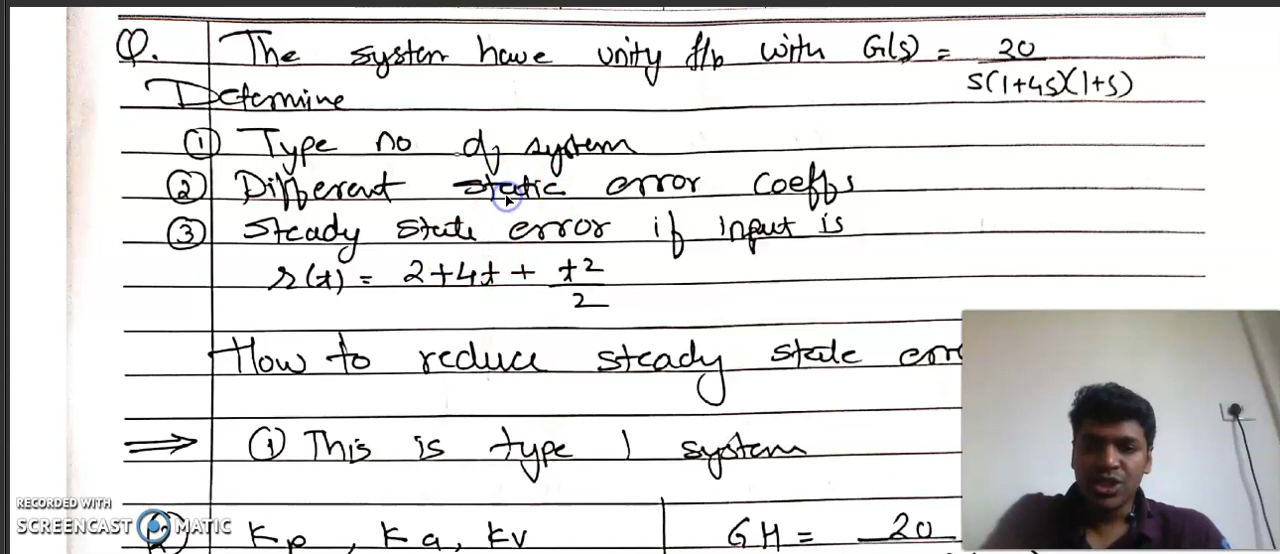 Q. The system have unity f/b with G(s) = 20
s(1+4s)(1+s)
Determine
① Type no of system
② Different static error coeffs
③ Steady state error if input is
r(t) = 2+4t + t²
2
How to reduce steady state erro
⟹ ① This is type 1 system
② Kp , Ka, Kv GH = 20
RECORDED WITH
SCREENCAST MATIC